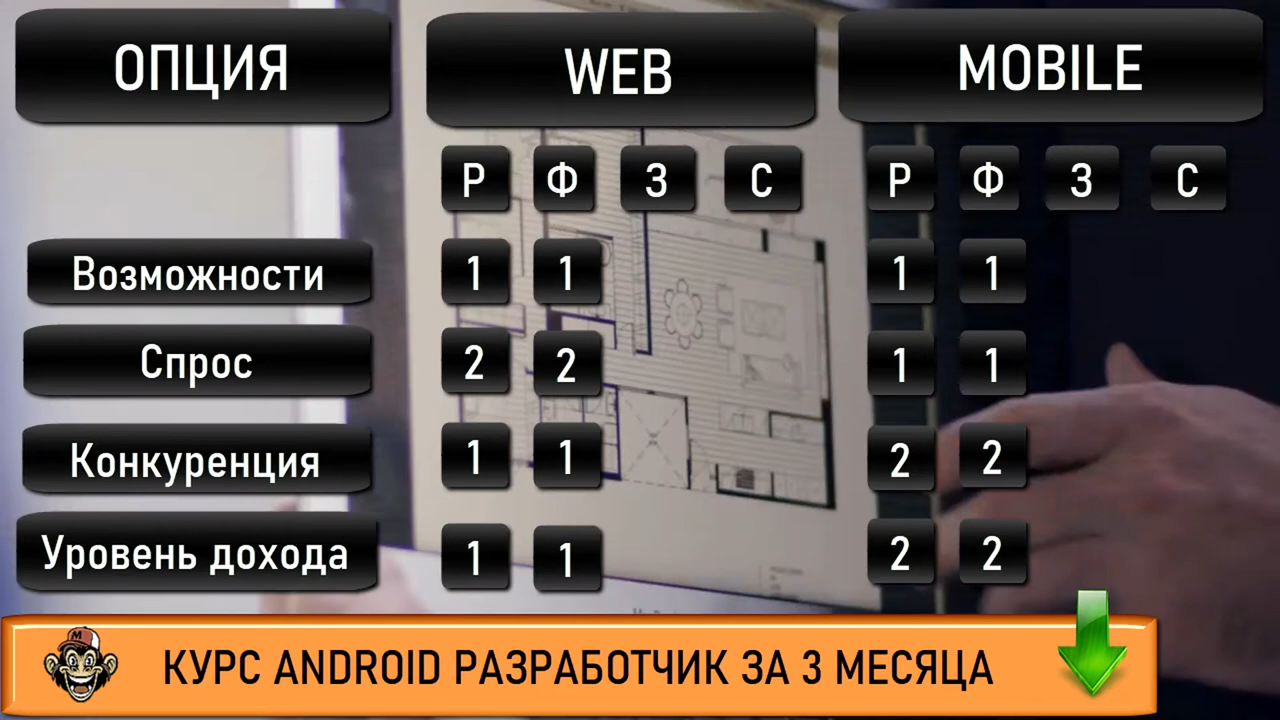 ОПЦИЯ WEB MOBILE
Р Ф З С Р Ф З С
Возможности 1 1 1 1
Спрос 2 2 1 1
Конкуренция 1 1 2 2
Уровень дохода 1 1 2 2
М КУРС ANDROID РАЗРАБОТЧИК ЗА 3 МЕСЯЦА